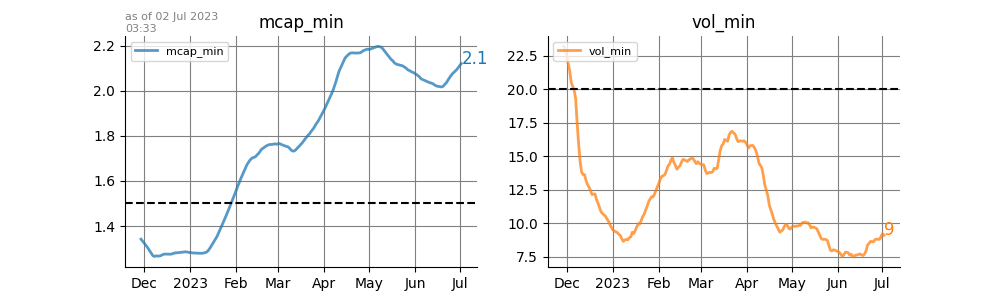 as of 02 Jul 2023
03:33
mcap_min
mcap_min
2.2
2.0
1.8
1.6
1.4
2.1
Dec 2023 Feb Mar Apr May Jun Jul
vol_min
vol_min
22.5
20.0
17.5
15.0
12.5
10.0
7.5
9
Dec 2023 Feb Mar Apr May Jun Jul